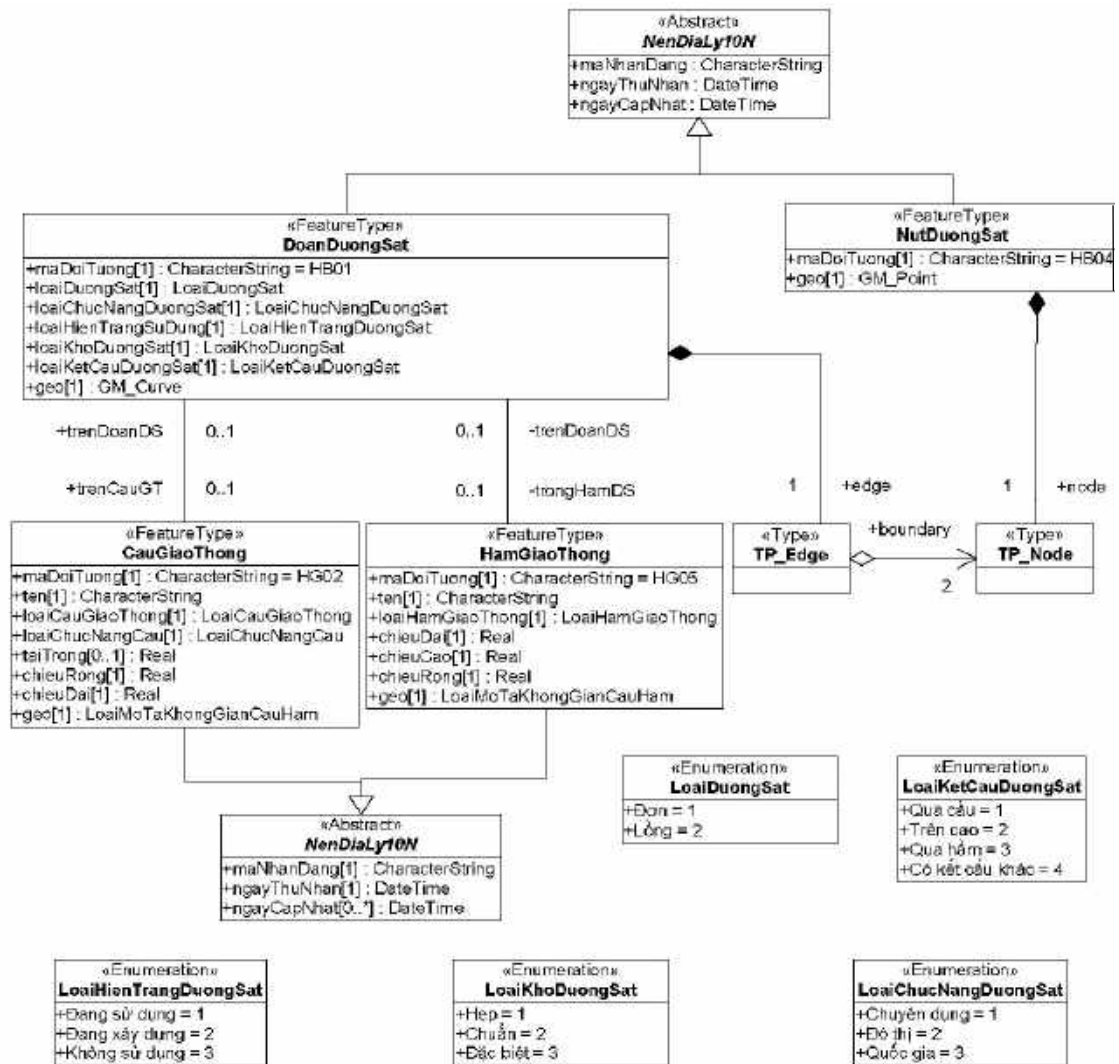 «Abstract»
NenDiaLy10N
+maNhanDang : CharacterString
+ngayThuNhan : DateTime
+ngayCapNhat : DateTime
«FeatureType»
DoanDuongSat
+maDoiTuong[1] : CharacterString = HB01
+loaiDuongSat[1] : LoaiDuongSat
+loaiChucNangDuongSat[1] : LoaiChucNangDuongSat
+loaiHienTrangSuDung[1] : LoaiHienTrangDuongSat
+loaiKhoDuongSat[1] : LoaiKhoDuongSat
+loaiKetCauDuongSat[1] : LoaiKetCauDuongSat
+geo[1] : GM_Curve
«FeatureType»
NutDuongSat
+maDoiTuong[1] : CharacterString = HB04
+geo[1] : GM_Point
+trenDoanDS
0..1
0..1
-trenDoanDS
+trenCauGT
0..1
0..1
-trongHamDS
1
+edge
1
+node
«FeatureType»
CauGiaoThong
+maDoiTuong[1] : CharacterString = HG02
+ten[1] : CharacterString
+loaiCauGiaoThong[1] : LoaiCauGiaoThong
+loaiChucNangCau[1] : LoaiChucNangCau
+taiTrong[0..1] : Real
+chieuRong[1] : Real
+chieuDai[1] : Real
+geo[1] : LoaiMoTaKhongGianCauHam
«FeatureType»
HamGiaoThong
+maDoiTuong[1] : CharacterString = HG05
+ten[1] : CharacterString
+loaiHamGiaoThong[1] : LoaiHamGiaoThong
+chieuDai[1] : Real
+chieuCao[1] : Real
+chieuRong[1] : Real
+geo[1] : LoaiMoTaKhongGianCauHam
«Type»
TP_Edge
+boundary
2
«Type»
TP_Node
«Abstract»
NenDiaLy10N
+maNhanDang[1] : CharacterString
+ngayThuNhan[1] : DateTime
+ngayCapNhat[0..*] : DateTime
«Enumeration»
LoaiDuongSat
+Đơn = 1
+Lồng = 2
«Enumeration»
LoaiKetCauDuongSat
+Qua cầu = 1
+Trên cao = 2
+Qua hầm = 3
+Có kết cấu khác = 4
«Enumeration»
LoaiHienTrangDuongSat
+Đang sử dụng = 1
+Đang xây dựng = 2
+Không sử dụng = 3
«Enumeration»
LoaiKhoDuongSat
+Hẹp = 1
+Chuẩn = 2
+Đặc biệt = 3
«Enumeration»
LoaiChucNangDuongSat
+Chuyên dụng = 1
+Đô thị = 2
+Quốc gia = 3